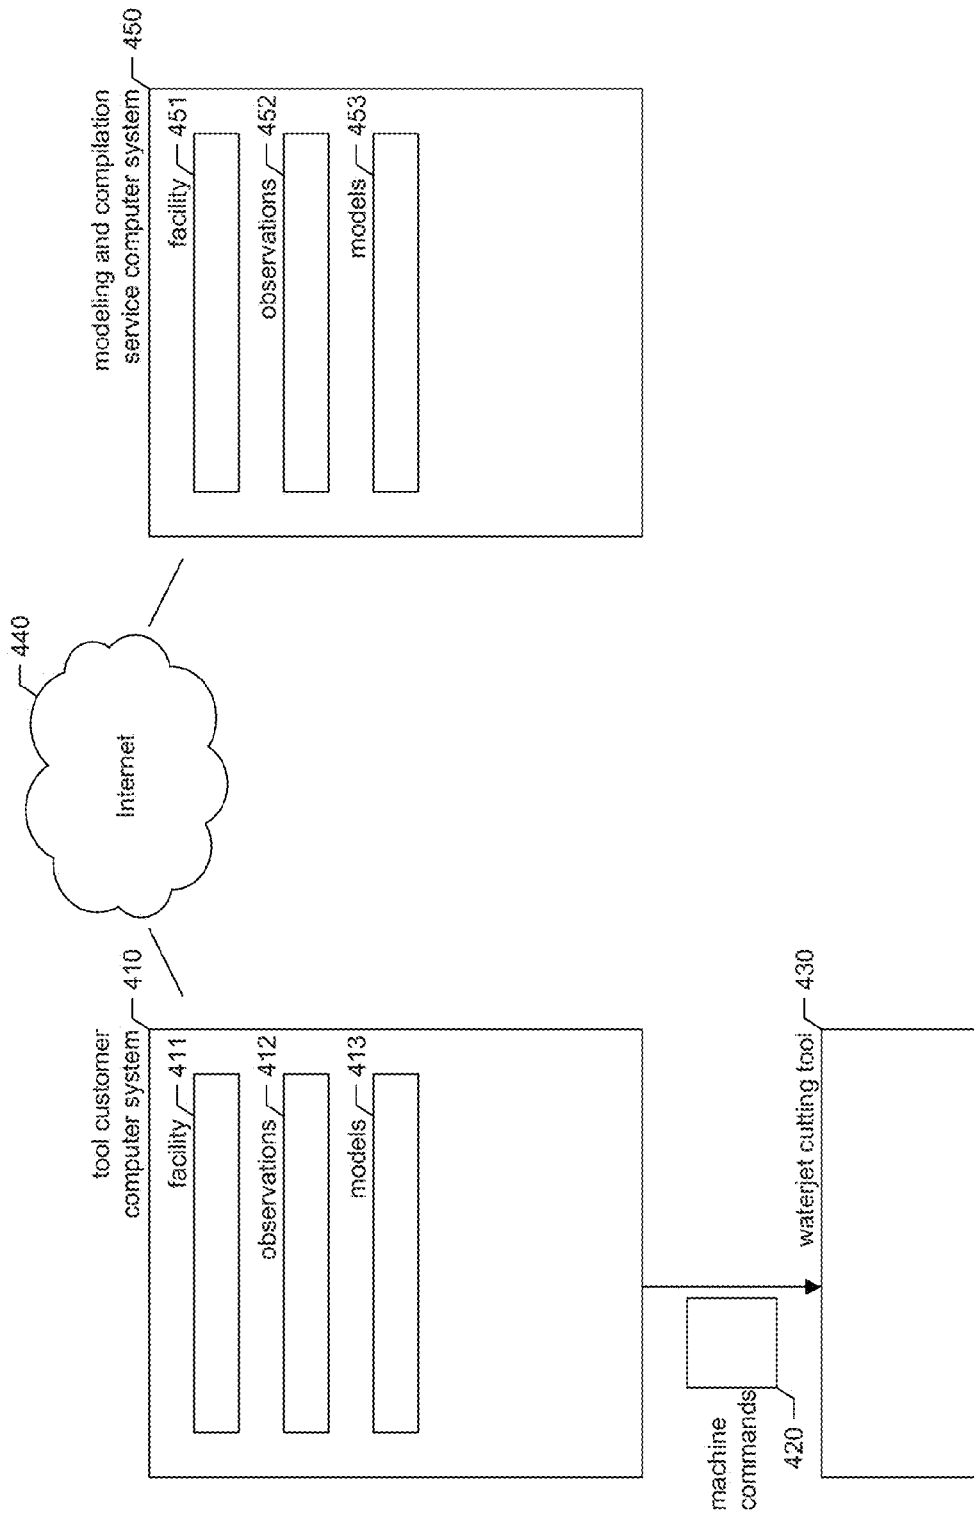 tool customer
computer system
410
facility
411
observations
412
models
413
machine
commands
420
waterjet cutting tool
430
Internet
440
modeling and compilation
service computer system
450
facility
451
observations
452
models
453